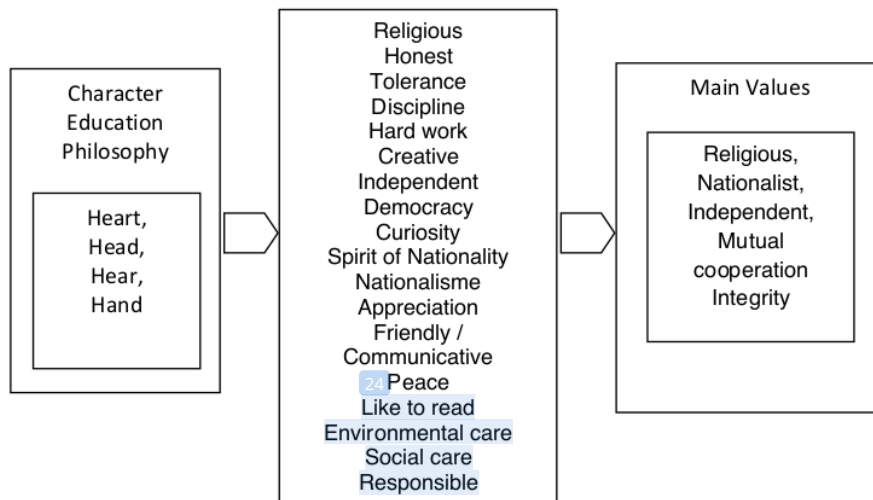 Character
Education
Philosophy
Heart,
Head,
Hear,
Hand
Religious
Honest
Tolerance
Discipline
Hard work
Creative
Independent
Democracy
Curiosity
Spirit of Nationality
Nationalisme
Appreciation
Friendly /
Communicative
24 Peace
Like to read
Environmental care
Social care
Responsible
Main Values
Religious,
Nationalist,
Independent,
Mutual
cooperation
Integrity